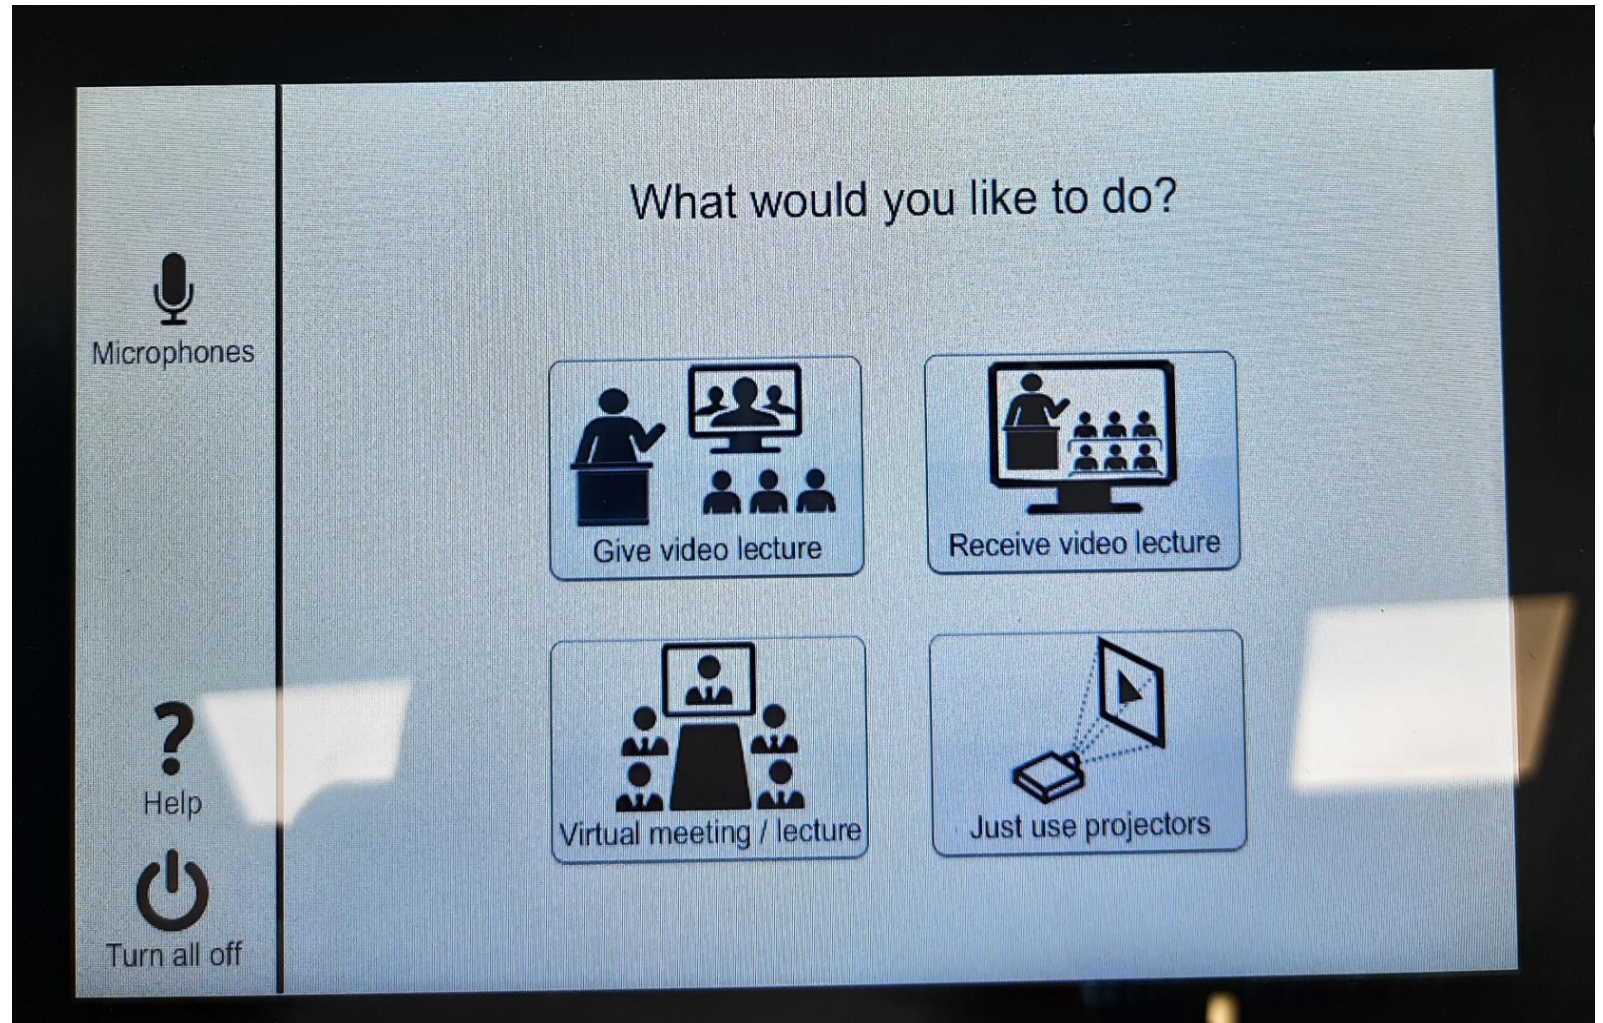 What would you like to do?
Microphones
Give video lecture
Receive video lecture
Virtual meeting / lecture
Just use projectors
?
Help
Turn all off